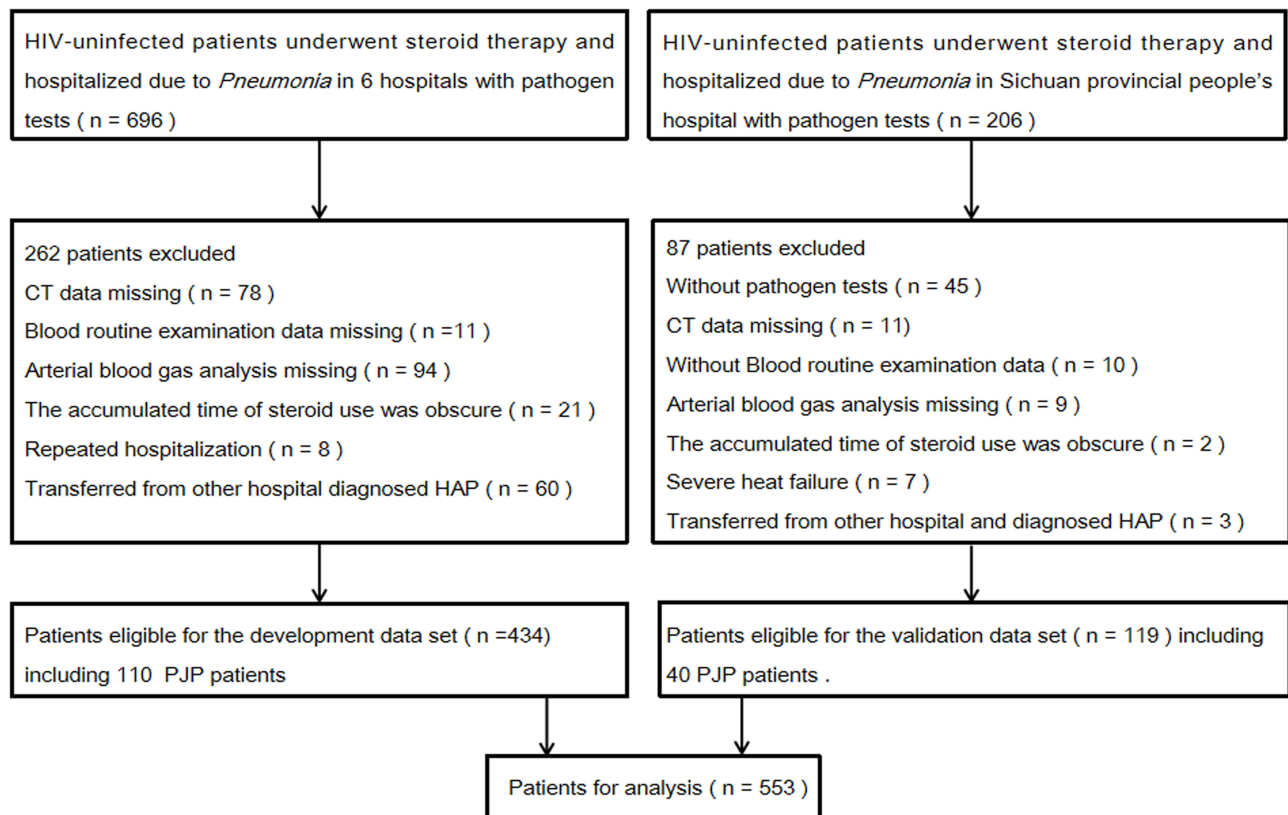 HIV-uninfected patients underwent steroid therapy and
hospitalized due to Pneumonia in 6 hospitals with pathogen
tests ( n = 696 )
HIV-uninfected patients underwent steroid therapy and
hospitalized due to Pneumonia in Sichuan provincial people's
hospital with pathogen tests ( n = 206 )
262 patients excluded
CT data missing ( n = 78 )
Blood routine examination data missing ( n =11 )
Arterial blood gas analysis missing ( n = 94 )
The accumulated time of steroid use was obscure ( n = 21 )
Repeated hospitalization ( n = 8 )
Transferred from other hospital diagnosed HAP ( n = 60 )
87 patients excluded
Without pathogen tests ( n = 45 )
CT data missing ( n = 11)
Without Blood routine examination data ( n = 10 )
Arterial blood gas analysis missing ( n = 9 )
The accumulated time of steroid use was obscure ( n = 2 )
Severe heat failure ( n = 7 )
Transferred from other hospital and diagnosed HAP ( n = 3 )
Patients eligible for the development data set ( n =434)
including 110 PJP patients
Patients eligible for the validation data set ( n = 119 ) including
40 PJP patients .
Patients for analysis ( n = 553 )